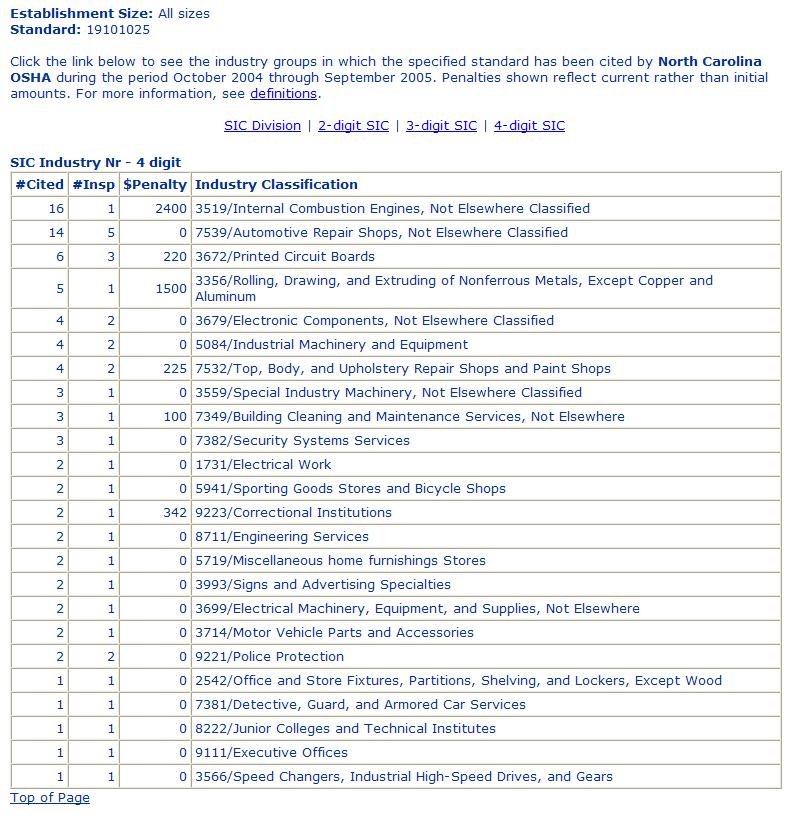 Establishment Size: All sizes
Standard: 19101025
Click the link below to see the industry groups in which the specified standard has been cited by North Carolina
OSHA during the period October 2004 through September 2005. Penalties shown reflect current rather than initial
amounts. For more information, see definitions.
SIC Division | 2-digit SIC | 3-digit SIC | 4-digit SIC
SIC Industry Nr - 4 digit
#Cited #Insp $Penalty Industry Classification
16 1 2400 3519/Internal Combustion Engines, Not Elsewhere Classified
14 5 0 7539/Automotive Repair Shops, Not Elsewhere Classified
6 3 220 3672/Printed Circuit Boards
5 1 1500 3356/Rolling, Drawing, and Extruding of Nonferrous Metals, Except Copper and
Aluminum
4 2 0 3679/Electronic Components, Not Elsewhere Classified
4 2 0 5084/Industrial Machinery and Equipment
4 2 225 7532/Top, Body, and Upholstery Repair Shops and Paint Shops
3 1 0 3559/Special Industry Machinery, Not Elsewhere Classified
3 1 100 7349/Building Cleaning and Maintenance Services, Not Elsewhere
3 1 0 7382/Security Systems Services
2 1 0 1731/Electrical Work
2 1 0 5941/Sporting Goods Stores and Bicycle Shops
2 1 342 9223/Correctional Institutions
2 1 0 8711/Engineering Services
2 1 0 5719/Miscellaneous home furnishings Stores
2 1 0 3993/Signs and Advertising Specialties
2 1 0 3699/Electrical Machinery, Equipment, and Supplies, Not Elsewhere
2 1 0 3714/Motor Vehicle Parts and Accessories
2 2 0 9221/Police Protection
1 1 0 2542/Office and Store Fixtures, Partitions, Shelving, and Lockers, Except Wood
1 1 0 7381/Detective, Guard, and Armored Car Services
1 1 0 8222/Junior Colleges and Technical Institutes
1 1 0 9111/Executive Offices
1 1 0 3566/Speed Changers, Industrial High-Speed Drives, and Gears
Top of Page